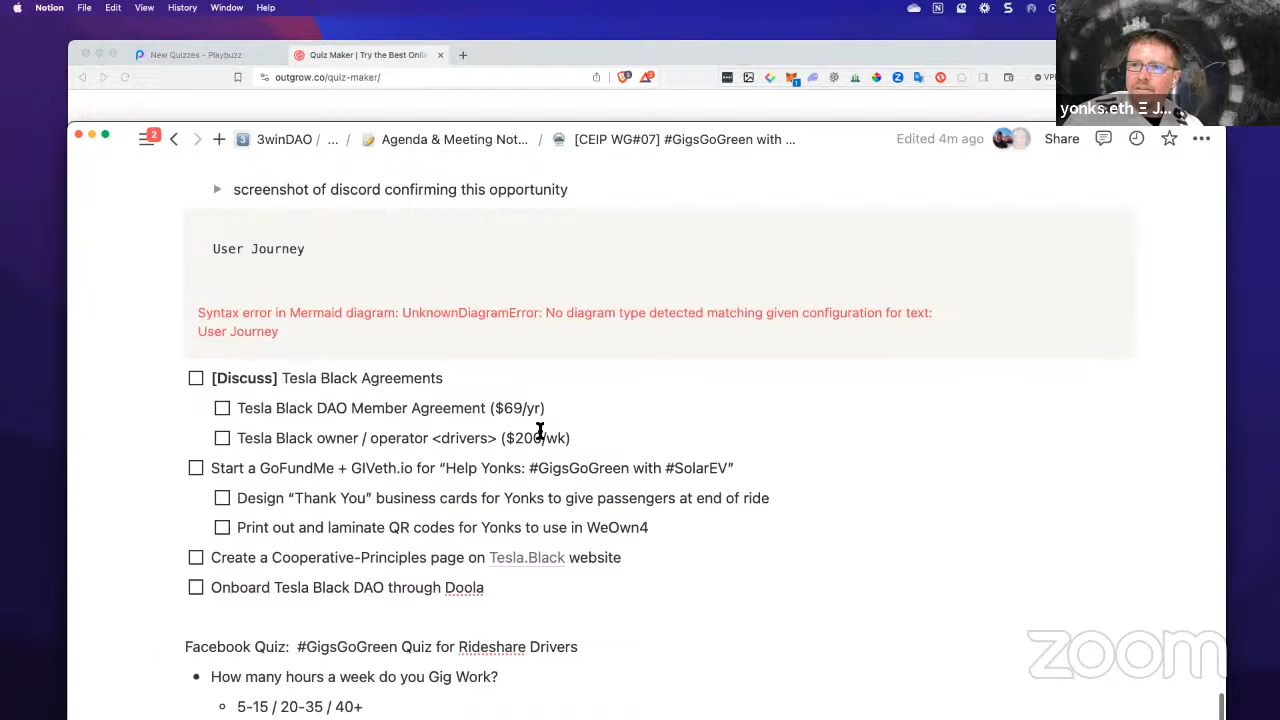 Notion File Edit View History Window Help
New Quizzes - Playbuzz
Quiz Maker | Try the Best Onli
outgrow.co/quiz-maker/
VP
yonks.eth Ξ J...
2
3winDAO / ... / Agenda & Meeting Not... / [CEIP WG#07] #GigsGoGreen with ...
Edited 4m ago Share
screenshot of discord confirming this opportunity
User Journey
Syntax error in Mermaid diagram: UnknownDiagramError: No diagram type detected matching given configuration for text:
User Journey
[Discuss] Tesla Black Agreements
Tesla Black DAO Member Agreement ($69/yr)
Tesla Black owner / operator <drivers> ($200/wk)
Start a GoFundMe + GIVeth.io for “Help Yonks: #GigsGoGreen with #SolarEV”
Design “Thank You” business cards for Yonks to give passengers at end of ride
Print out and laminate QR codes for Yonks to use in WeOwn4
Create a Cooperative-Principles page on Tesla.Black website
Onboard Tesla Black DAO through Doola
Facebook Quiz: #GigsGoGreen Quiz for Rideshare Drivers
How many hours a week do you Gig Work?
5-15 / 20-35 / 40+
zoom